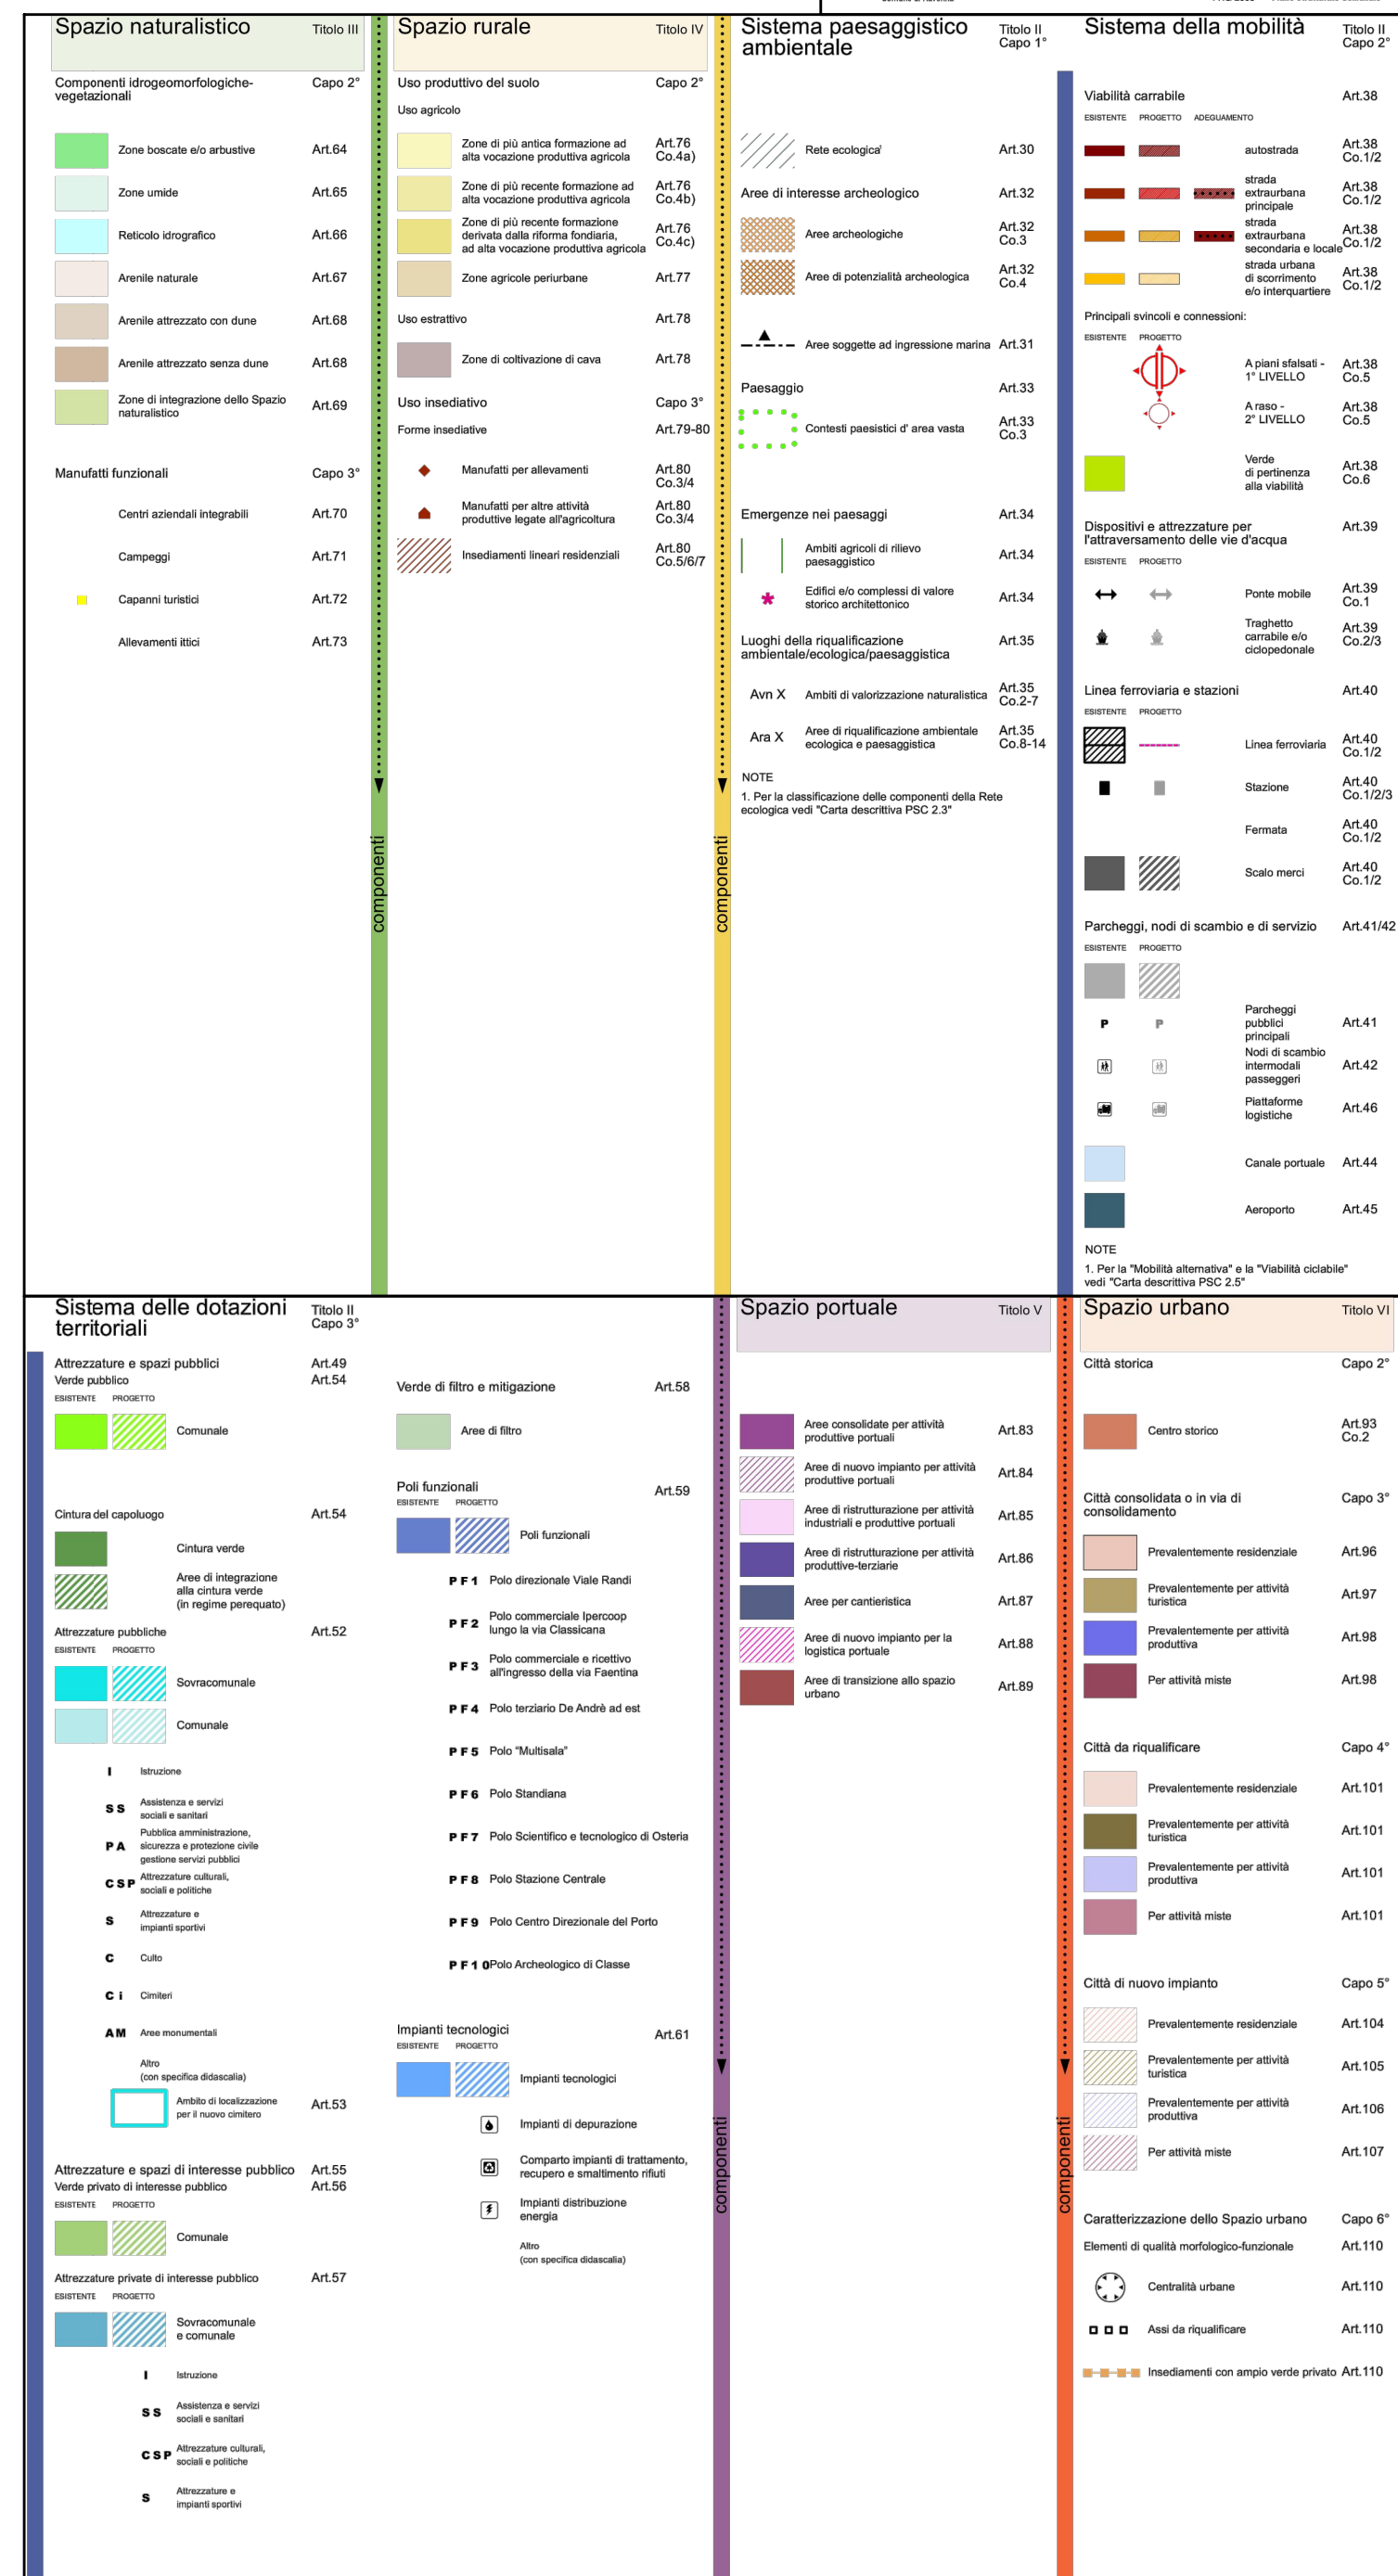 Spazio naturalistico Titolo III
Componenti idrogeomorfologiche- Capo 2°
vegetazionali
Zone boscate e/o arbustive Art.64
Zone umide Art.65
Reticolo idrografico Art.66
Arenile naturale Art.67
Arenile attrezzato con dune Art.68
Arenile attrezzato senza dune Art.68
Zone di integrazione dello Spazio Art.69
naturalistico
Manufatti funzionali Capo 3°
Centri aziendali integrabili Art.70
Campeggi Art.71
Capanni turistici Art.72
Allevamenti ittici Art.73
componenti
Spazio rurale Titolo IV
Uso produttivo del suolo Capo 2°
Uso agricolo
Zone di più antica formazione ad Art.76
alta vocazione produttiva agricola Co.4a)
Zone di più recente formazione ad Art.76
alta vocazione produttiva agricola Co.4b)
Zone di più recente formazione
derivata dalla riforma fondiaria, Art.76
ad alta vocazione produttiva agricola Co.4c)
Zone agricole periurbane Art.77
Uso estrattivo Art.78
Zone di coltivazione di cava Art.78
Uso insediativo Capo 3°
Forme insediative Art.79-80
Manufatti per allevamenti Art.80
Co.3/4
Manufatti per altre attività Art.80
produttive legate all'agricoltura Co.3/4
Insediamenti lineari residenziali Art.80
Co.5/6/7
componenti
Sistema paesaggistico Titolo II
ambientale Capo 1°
Rete ecologica¹ Art.30
Aree di interesse archeologico Art.32
Aree archeologiche Art.32
Co.3
Aree di potenzialità archeologica Art.32
Co.4
Aree soggette ad ingressione marina Art.31
Paesaggio Art.33
Contesti paesistici d' area vasta Art.33
Co.3
Emergenze nei paesaggi Art.34
Ambiti agricoli di rilievo Art.34
paesaggistico
Edifici e/o complessi di valore Art.34
storico architettonico
Luoghi della riqualificazione Art.35
ambientale/ecologica/paesaggistica
Avn X Ambiti di valorizzazione naturalistica Art.35
Co.2-7
Ara X Aree di riqualificazione ambientale Art.35
ecologica e paesaggistica Co.8-14
NOTE
1. Per la classificazione delle componenti della Rete
ecologica vedi "Carta descrittiva PSC 2.3"
Sistema della mobilità Titolo II
Capo 2°
Viabilità carrabile Art.38
ESISTENTE PROGETTO ADEGUAMENTO
autostrada Art.38
Co.1/2
strada
extraurbana Art.38
principale Co.1/2
strada
extraurbana Art.38
secondaria e locale Co.1/2
strada urbana
di scorrimento Art.38
e/o interquartiere Co.1/2
Principali svincoli e connessioni:
ESISTENTE PROGETTO
A piani sfalsati - Art.38
1° LIVELLO Co.5
A raso - Art.38
2° LIVELLO Co.5
Verde
di pertinenza Art.38
alla viabilità Co.6
Dispositivi e attrezzature per Art.39
l'attraversamento delle vie d'acqua
ESISTENTE PROGETTO
Ponte mobile Art.39
Co.1
Traghetto
carrabile e/o Art.39
ciclopedonale Co.2/3
Linea ferroviaria e stazioni Art.40
ESISTENTE PROGETTO
Linea ferroviaria Art.40
Co.1/2
Stazione Art.40
Co.1/2/3
Fermata Art.40
Co.1/2
Scalo merci Art.40
Co.1/2
Parcheggi, nodi di scambio e di servizio Art.41/42
ESISTENTE PROGETTO
Parcheggi
P P pubblici Art.41
principali
Nodi di scambio
intermodali Art.42
passeggeri
Piattaforme Art.46
logistiche
Canale portuale Art.44
Aeroporto Art.45
NOTE
1. Per la "Mobilità alternativa" e la "Viabilità ciclabile"
vedi "Carta descrittiva PSC 2.5"
Sistema delle dotazioni Titolo II
territoriali Capo 3°
Attrezzature e spazi pubblici Art.49
Verde pubblico Art.54
ESISTENTE PROGETTO
Comunale
Cintura del capoluogo Art.54
Cintura verde
Aree di integrazione
alla cintura verde
(in regime perequato)
Attrezzature pubbliche Art.52
ESISTENTE PROGETTO
Sovracomunale
Comunale
I Istruzione
SS Assistenza e servizi
sociali e sanitari
Pubblica amministrazione,
PA sicurezza e protezione civile
gestione servizi pubblici
CSP Attrezzature culturali,
sociali e politiche
S Attrezzature e
impianti sportivi
C Culto
Ci Cimiteri
AM Aree monumentali
Altro
(con specifica didascalia)
Ambito di localizzazione Art.53
per il nuovo cimitero
Attrezzature e spazi di interesse pubblico Art.55
Verde privato di interesse pubblico Art.56
ESISTENTE PROGETTO
Comunale
Attrezzature private di interesse pubblico Art.57
ESISTENTE PROGETTO
Sovracomunale
e comunale
I Istruzione
SS Assistenza e servizi
sociali e sanitari
CSP Attrezzature culturali,
sociali e politiche
S Attrezzature e
impianti sportivi
Verde di filtro e mitigazione Art.58
Aree di filtro
Poli funzionali Art.59
ESISTENTE PROGETTO
Poli funzionali
PF1 Polo direzionale Viale Randi
PF2 Polo commerciale Ipercoop
lungo la via Classicana
PF3 Polo commerciale e ricettivo
all'ingresso della via Faentina
PF4 Polo terziario De Andrè ad est
PF5 Polo "Multisala"
PF6 Polo Standiana
PF7 Polo Scientifico e tecnologico di Osteria
PF8 Polo Stazione Centrale
PF9 Polo Centro Direzionale del Porto
PF10 Polo Archeologico di Classe
Impianti tecnologici Art.61
ESISTENTE PROGETTO
Impianti tecnologici
Impianti di depurazione
Comparto impianti di trattamento,
recupero e smaltimento rifiuti
Impianti distribuzione
energia
Altro
(con specifica didascalia)
componenti
Spazio portuale Titolo V
Aree consolidate per attività Art.83
produttive portuali
Aree di nuovo impianto per attività Art.84
produttive portuali
Aree di ristrutturazione per attività Art.85
industriali e produttive portuali
Aree di ristrutturazione per attività Art.86
produttive-terziarie
Aree per cantieristica Art.87
Aree di nuovo impianto per la Art.88
logistica portuale
Aree di transizione allo spazio Art.89
urbano
componenti
Spazio urbano Titolo VI
Città storica Capo 2°
Centro storico Art.93
Co.2
Città consolidata o in via di Capo 3°
consolidamento
Prevalentemente residenziale Art.96
Prevalentemente per attività Art.97
turistica
Prevalentemente per attività Art.98
produttiva
Per attività miste Art.98
Città da riqualificare Capo 4°
Prevalentemente residenziale Art.101
Prevalentemente per attività Art.101
turistica
Prevalentemente per attività Art.101
produttiva
Per attività miste Art.101
Città di nuovo impianto Capo 5°
Prevalentemente residenziale Art.104
Prevalentemente per attività Art.105
turistica
Prevalentemente per attività Art.106
produttiva
Per attività miste Art.107
Caratterizzazione dello Spazio urbano Capo 6°
Elementi di qualità morfologico-funzionale Art.110
Centralità urbane Art.110
Assi da riqualificare Art.110
Insediamenti con ampio verde privato Art.110